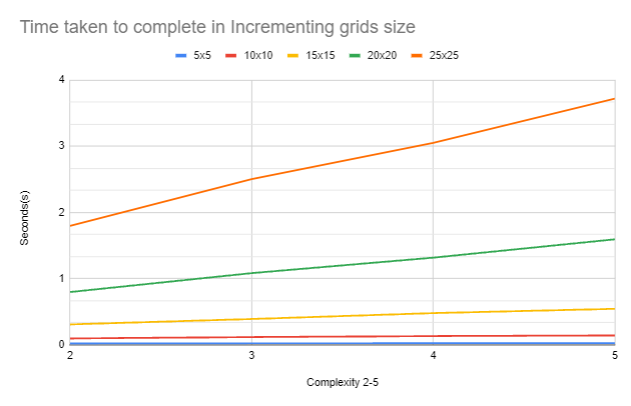 Time taken to complete in Incrementing grids size
5x5 10x10 15x15 20x20 25x25
4
3
2
1
0
Seconds(s)
2 3 4 5
Complexity 2-5